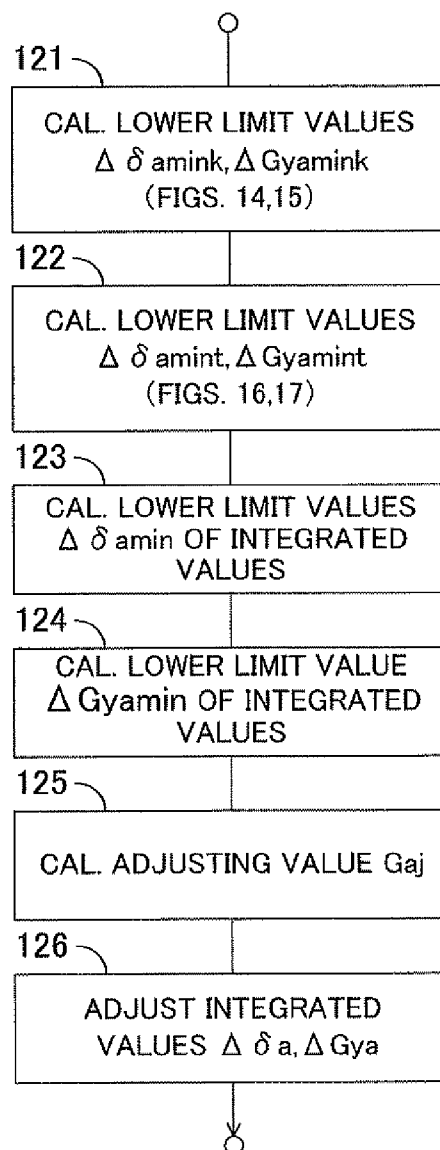 121
CAL. LOWER LIMIT VALUES
Δ δ amink, Δ Gyamink
(FIGS. 14,15)
122
CAL. LOWER LIMIT VALUES
Δ δ amint, Δ Gyamint
(FIGS. 16,17)
123
CAL. LOWER LIMIT VALUES
Δ δ amin OF INTEGRATED
VALUES
124
CAL. LOWER LIMIT VALUE
Δ Gyamin OF INTEGRATED
VALUES
125
CAL. ADJUSTING VALUE Gaj
126
ADJUST INTEGRATED
VALUES Δ δ a, Δ Gya